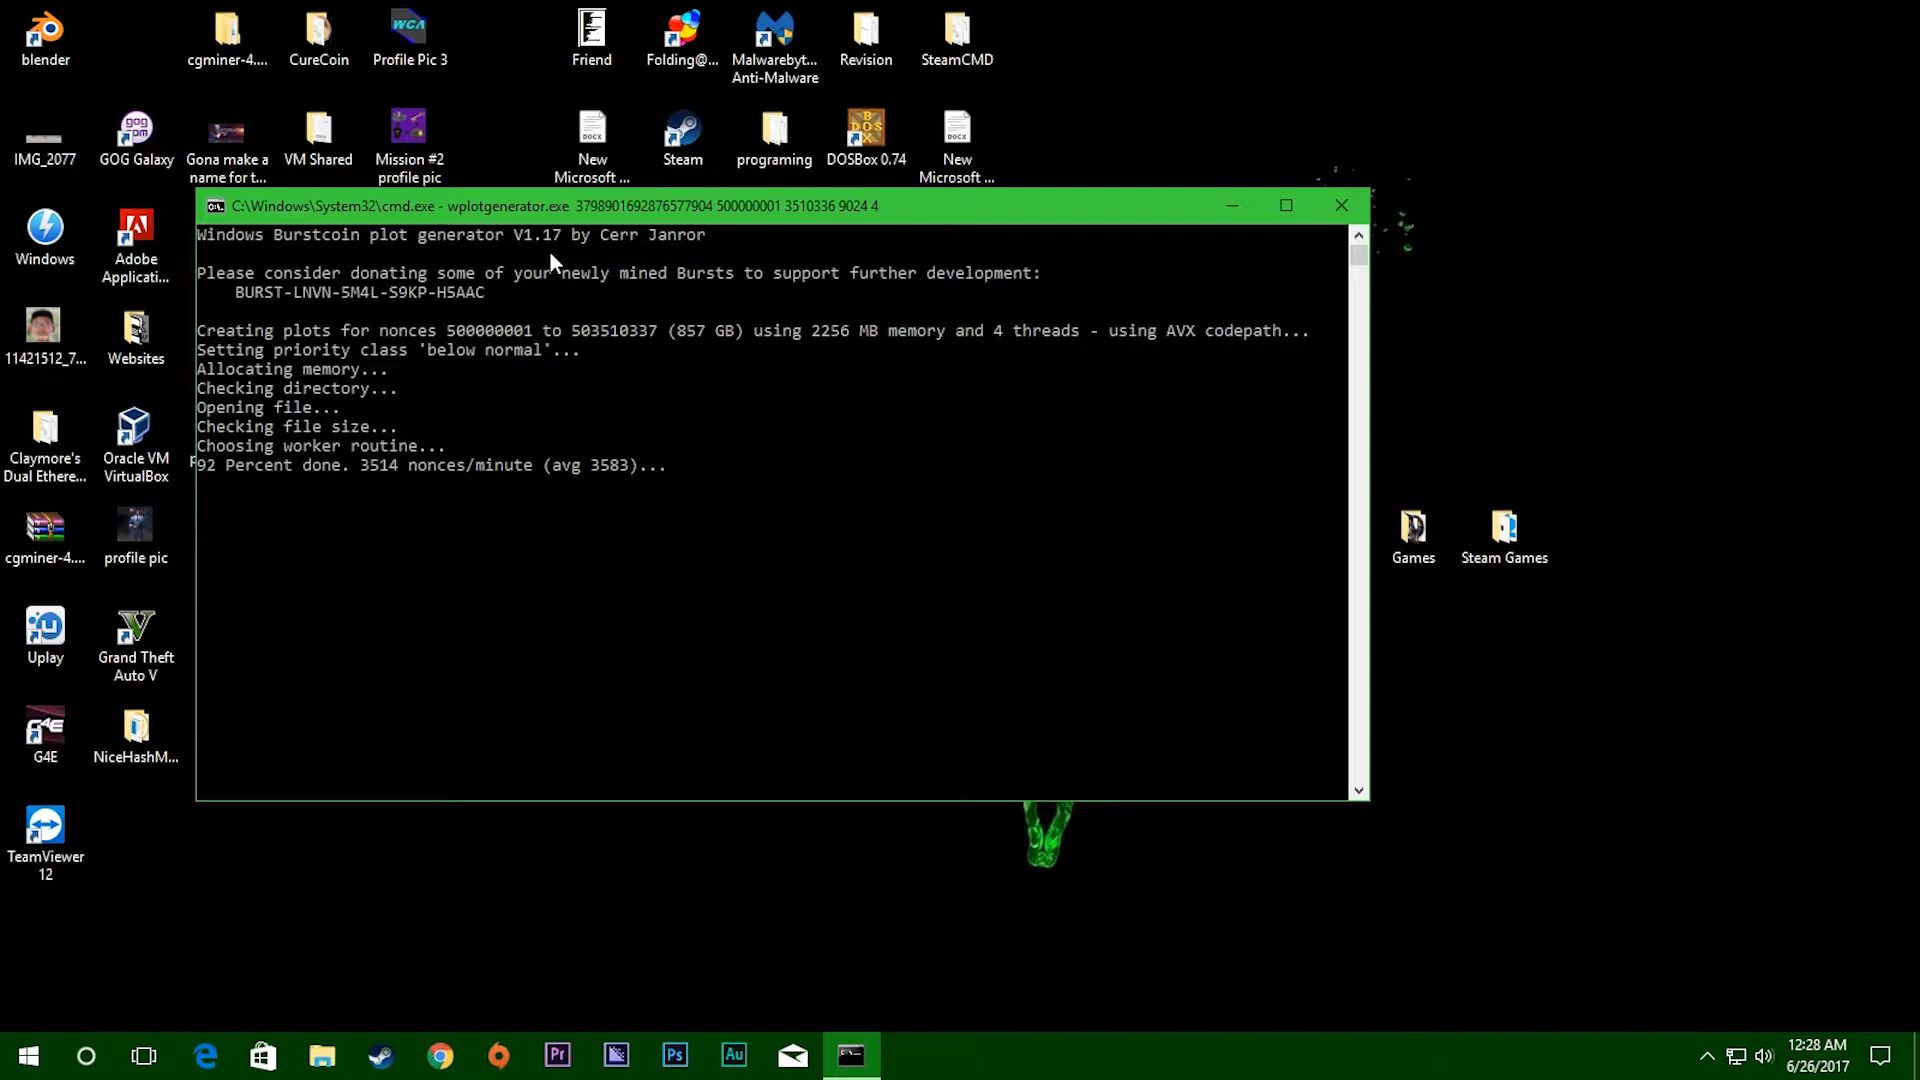 blender
cgminer-4....
CureCoin
Profile Pic 3
Friend
Folding@...
Malwarebyt...
Anti-Malware
Revision
SteamCMD
WCA
IMG_2077
GOG Galaxy
Gona make a
name for t...
VM Shared
Mission #2
profile pic
New
Microsoft ...
Steam
programing
DOSBox 0.74
New
Microsoft ...
C:\Windows\System32\cmd.exe - wplotgenerator.exe 3798901692876577904 500000001 3510336 9024 4
Windows Burstcoin plot generator V1.17 by Cerr Janror
Please consider donating some of your newly mined Bursts to support further development:
BURST-LNVN-5M4L-S9KP-H5AAC
Creating plots for nonces 500000001 to 503510337 (857 GB) using 2256 MB memory and 4 threads - using AVX codepath...
Setting priority class 'below normal'...
Allocating memory...
Checking directory...
Opening file...
Checking file size...
Choosing worker routine...
92 Percent done. 3514 nonces/minute (avg 3583)...
Windows
Adobe
Applicati...
11421512_7...
Websites
Claymore's
Dual Ethere...
Oracle VM
VirtualBox
cgminer-4....
profile pic
Games
Steam Games
Uplay
Grand Theft
Auto V
G4E
G4E
NiceHashM...
TeamViewer
12
Pr
Ps
Au
12:28 AM
6/26/2017